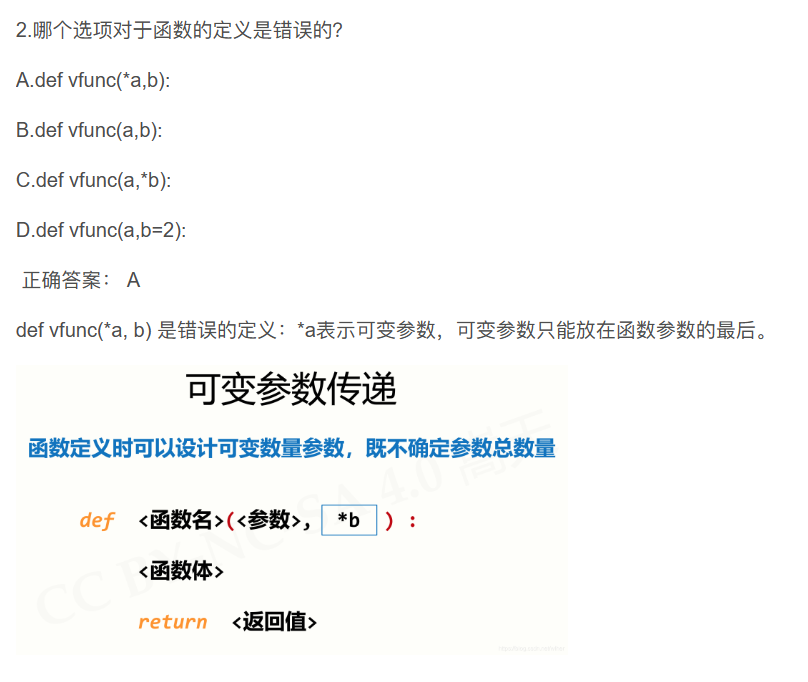 2.哪个选项对于函数的定义是错误的?
A.def vfunc(*a,b):
B.def vfunc(a,b):
C.def vfunc(a,*b):
D.def vfunc(a,b=2):
正确答案： A
def vfunc(*a, b) 是错误的定义：*a表示可变参数，可变参数只能放在函数参数的最后。
可变参数传递
函数定义时可以设计可变数量参数，既不确定参数总数量
def <函数名>(<参数>, *b ) :
<函数体>
return <返回值>
CC BY NC SA 4.0 嵩天